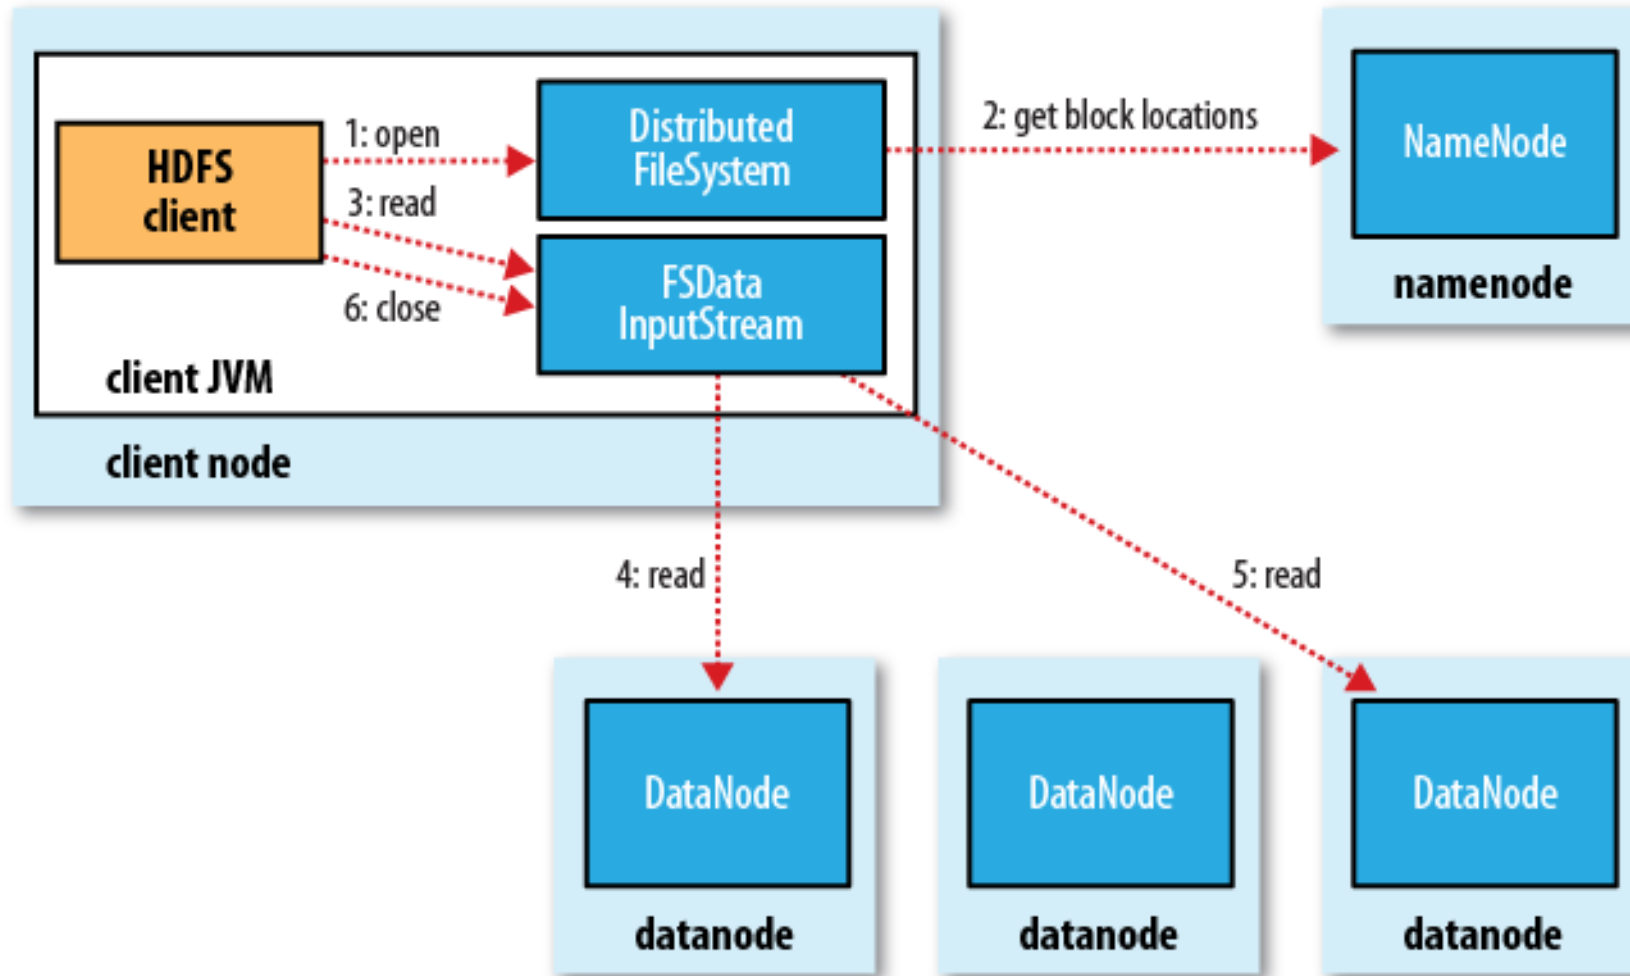 1: open
Distributed
FileSystem
2: get block locations
NameNode
HDFS
client
3: read
6: close
FSData
InputStream
namenode
client JVM
client node
4: read
5: read
DataNode
DataNode
DataNode
datanode
datanode
datanode